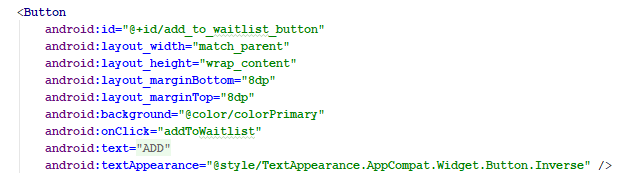 <Button
android:id="@+id/add_to_waitlist_button"
android:layout_width="match_parent"
android:layout_height="wrap_content"
android:layout_marginBottom="8dp"
android:layout_marginTop="8dp"
android:background="@color/colorPrimary"
android:onClick="addToWaitlist"
android:text="ADD"
android:textAppearance="@style/TextAppearance.AppCompat.Widget.Button.Inverse" />